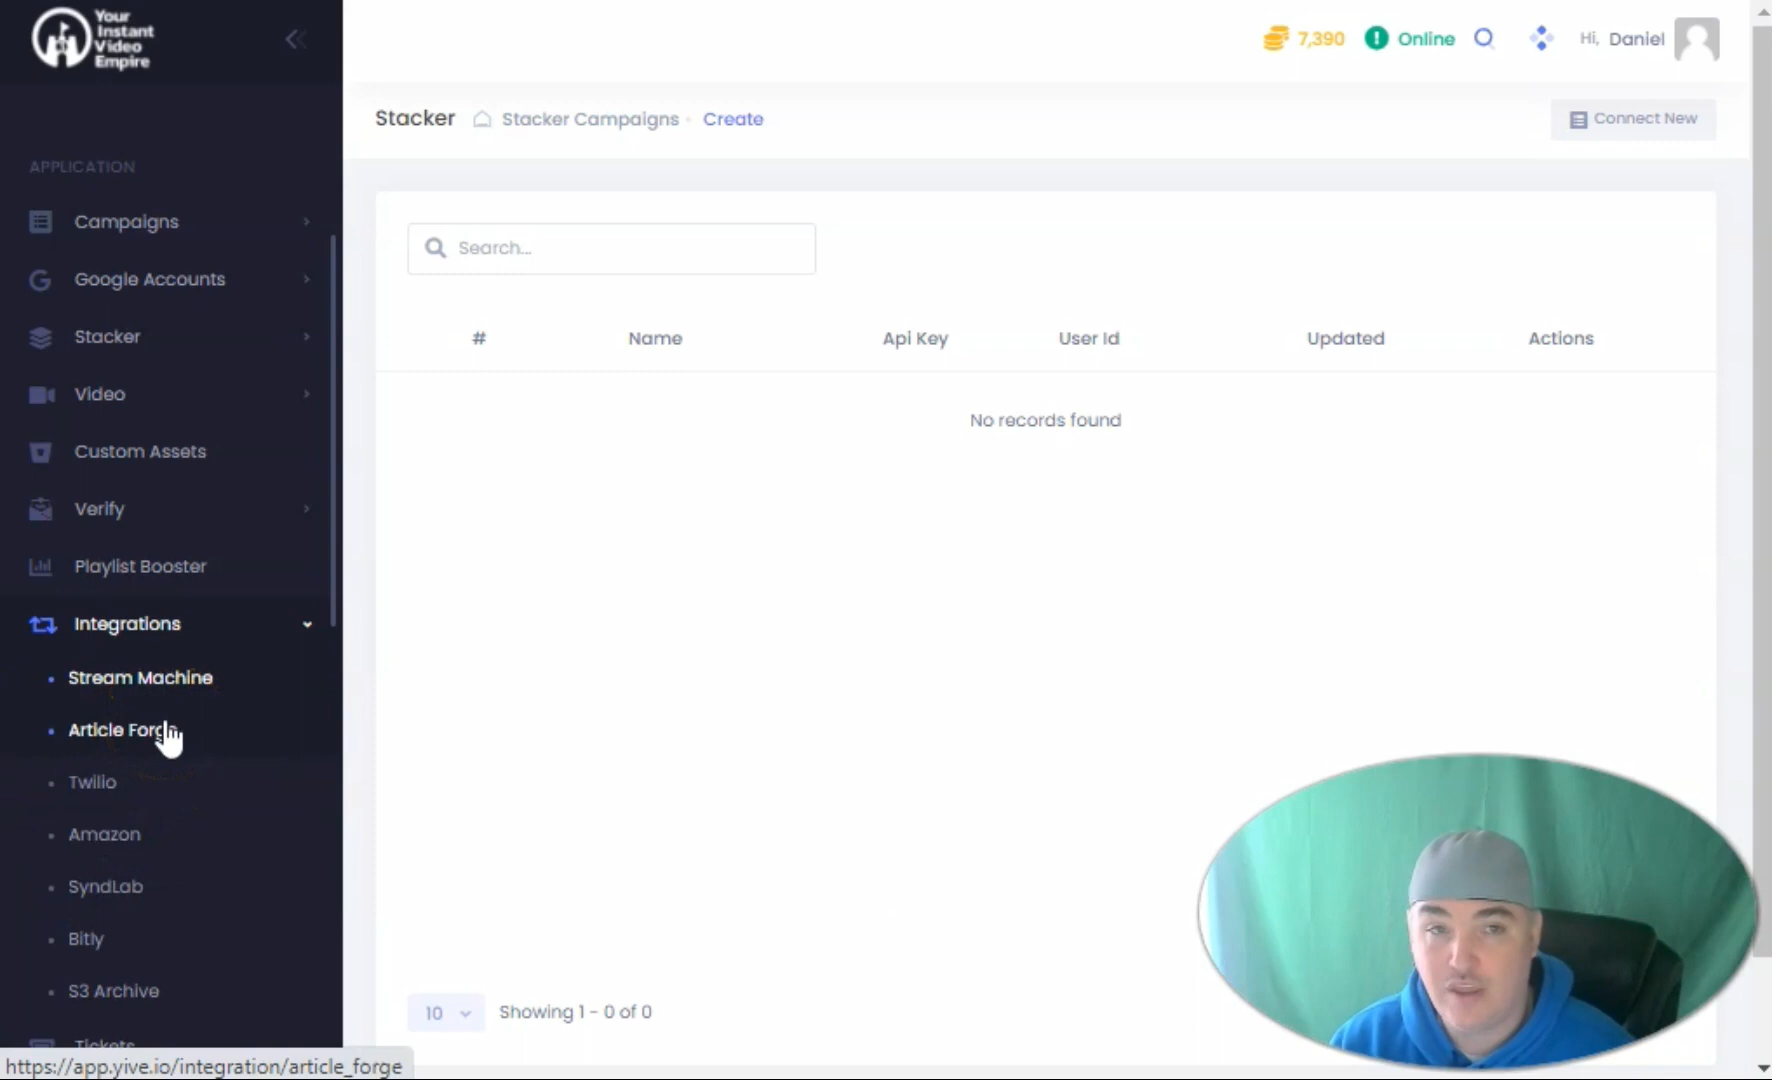 Your
Instant
Video
Empire
7,390
Online
Hi, Daniel
Stacker
Stacker Campaigns
Create
Connect New
APPLICATION
Campaigns
Google Accounts
Stacker
Video
Custom Assets
Verify
Playlist Booster
Integrations
Stream Machine
Article Forge
Twilio
Amazon
SyndLab
Bitly
S3 Archive
Tickets
Search...
# Name Api Key User Id Updated Actions
No records found
10
Showing 1 - 0 of 0
https://app.yive.io/integration/article_forge